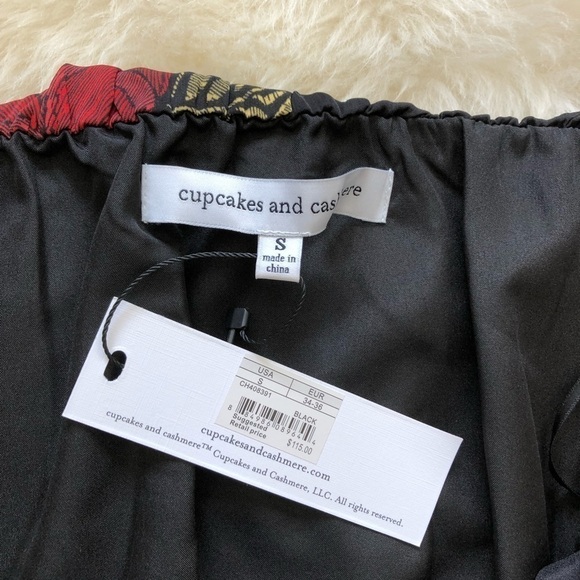 cupcakes and cashmere
S
made in
china
USA EUR
S 34-36
CH408391 BLACK
Suggested
Retail price $115.00
cupcakesandcashmere.com
cupcakes and cashmere™ Cupcakes and Cashmere, LLC. All rights reserved.